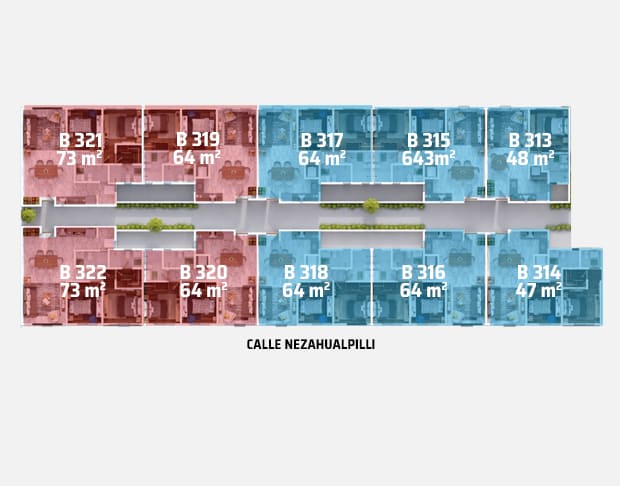 B 321
73 m²
B 319
64 m²
B 317
64 m²
B 315
643m²
B 313
48 m²
B 322
73 m²
B 320
64 m²
B 318
64 m²
B 316
64 m²
B 314
47 m²
CALLE NEZAHUALPILLI